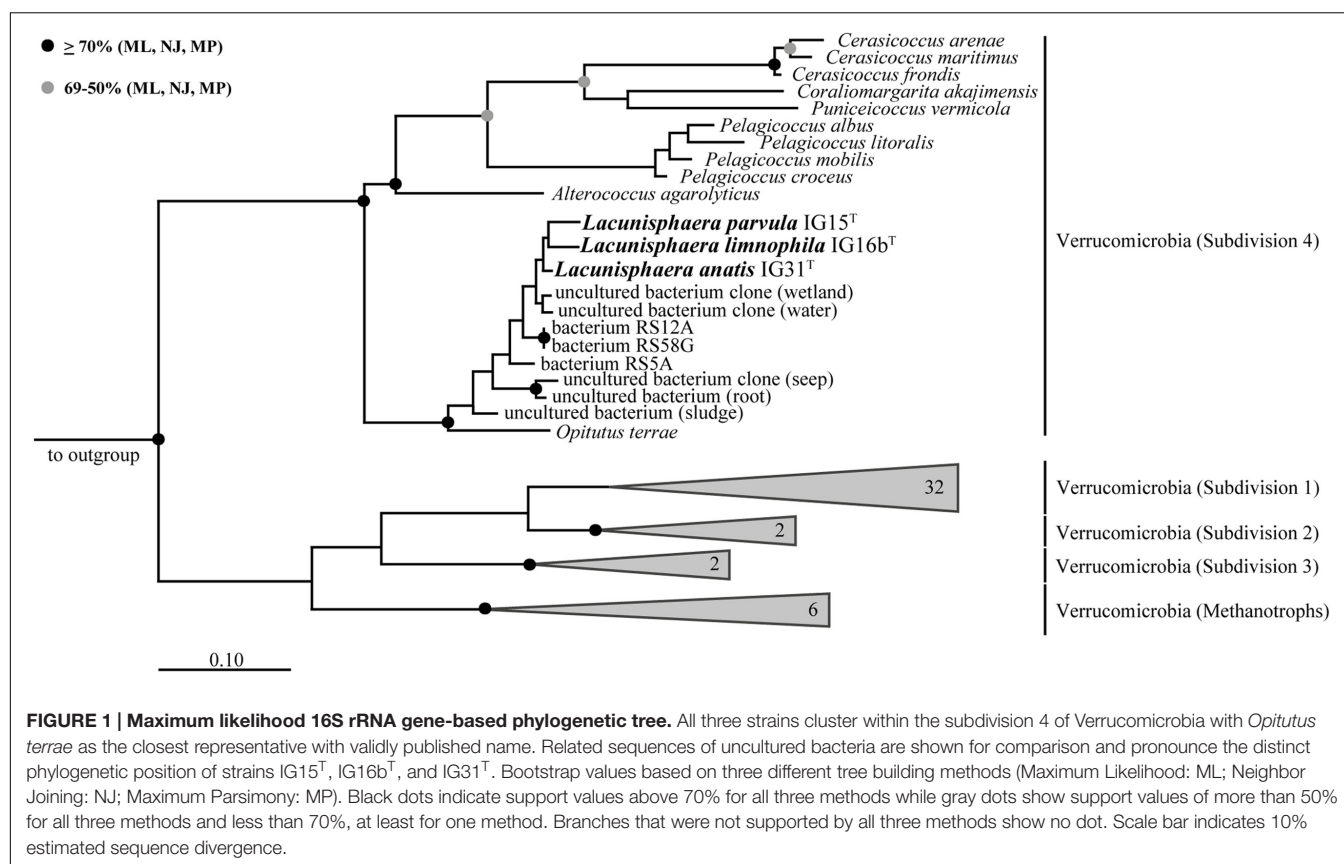 ≥ 70% (ML, NJ, MP)
69-50% (ML, NJ, MP)
Cerasicoccus arenae
Cerasicoccus maritimus
Cerasicoccus frondis
Coraliomargarita akajimensis
Puniceicoccus vermicola
Pelagicoccus albus
Pelagicoccus litoralis
Pelagicoccus mobilis
Pelagicoccus croceus
Alterococcus agarolyticus
Lacunisphaera parvula IG15ᵀ
Lacunisphaera limnophila IG16bᵀ
Lacunisphaera anatis IG31ᵀ
uncultured bacterium clone (wetland)
uncultured bacterium clone (water)
bacterium RS12A
bacterium RS58G
bacterium RS5A
uncultured bacterium clone (seep)
uncultured bacterium (root)
uncultured bacterium (sludge)
Opitutus terrae
Verrucomicrobia (Subdivision 4)
to outgroup
32
Verrucomicrobia (Subdivision 1)
2
Verrucomicrobia (Subdivision 2)
2
Verrucomicrobia (Subdivision 3)
6
Verrucomicrobia (Methanotrophs)
0.10
FIGURE 1 | Maximum likelihood 16S rRNA gene-based phylogenetic tree. All three strains cluster within the subdivision 4 of Verrucomicrobia with Opitutus
terrae as the closest representative with validly published name. Related sequences of uncultured bacteria are shown for comparison and pronounce the distinct
phylogenetic position of strains IG15ᵀ, IG16bᵀ, and IG31ᵀ. Bootstrap values based on three different tree building methods (Maximum Likelihood: ML; Neighbor
Joining: NJ; Maximum Parsimony: MP). Black dots indicate support values above 70% for all three methods while gray dots show support values of more than 50%
for all three methods and less than 70%, at least for one method. Branches that were not supported by all three methods show no dot. Scale bar indicates 10%
estimated sequence divergence.